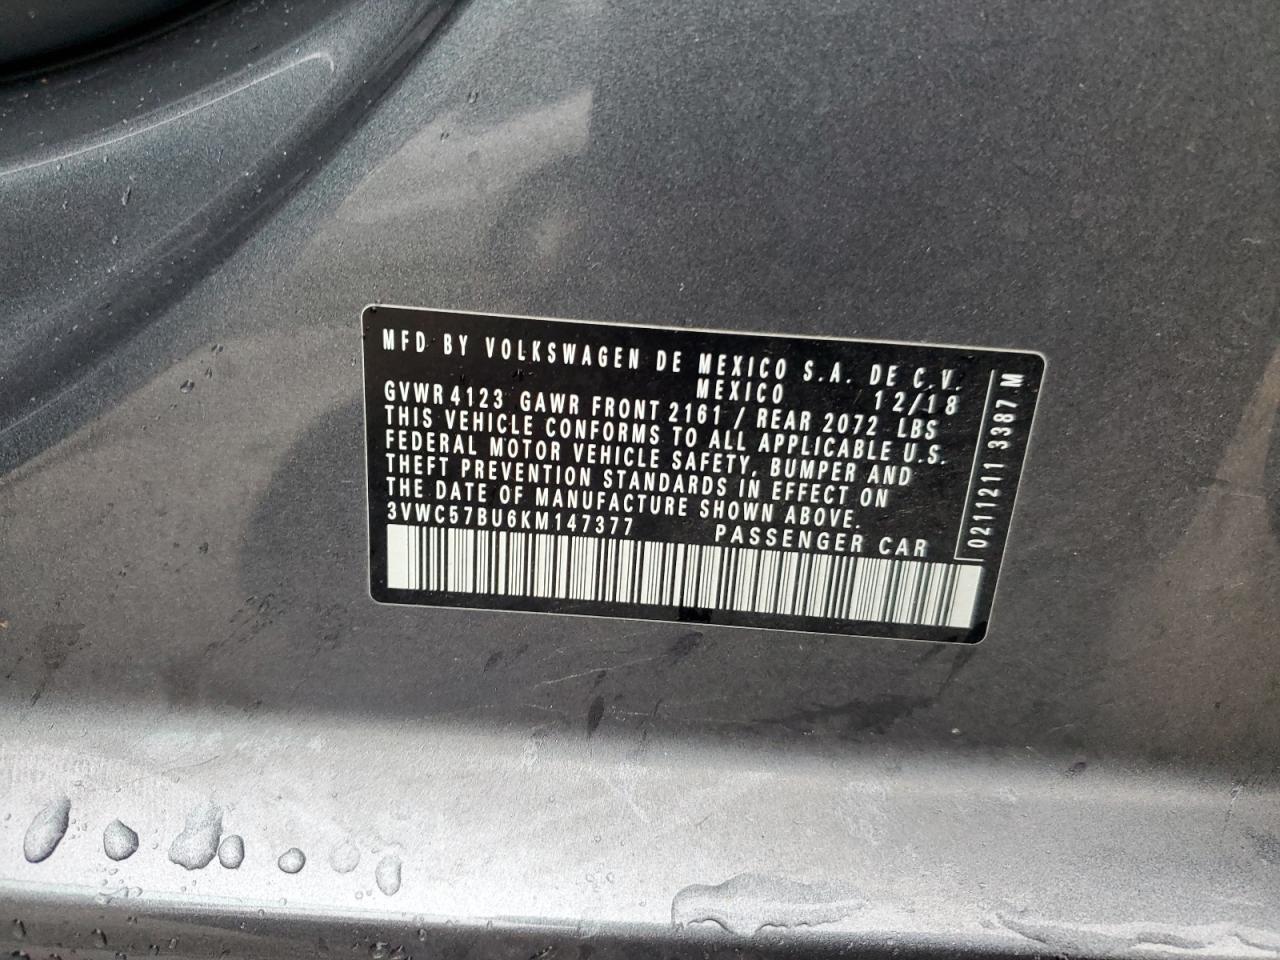 MFD BY VOLKSWAGEN DE MEXICO S.A. DE C.V.
MEXICO 12/18
GVWR 4123 GAWR FRONT 2161 / REAR 2072 LBS
THIS VEHICLE CONFORMS TO ALL APPLICABLE U.S.
FEDERAL MOTOR VEHICLE SAFETY, BUMPER AND
THEFT PREVENTION STANDARDS IN EFFECT ON
THE DATE OF MANUFACTURE SHOWN ABOVE.
3VWC57BU6KM147377 PASSENGER CAR
0211211 3387 M